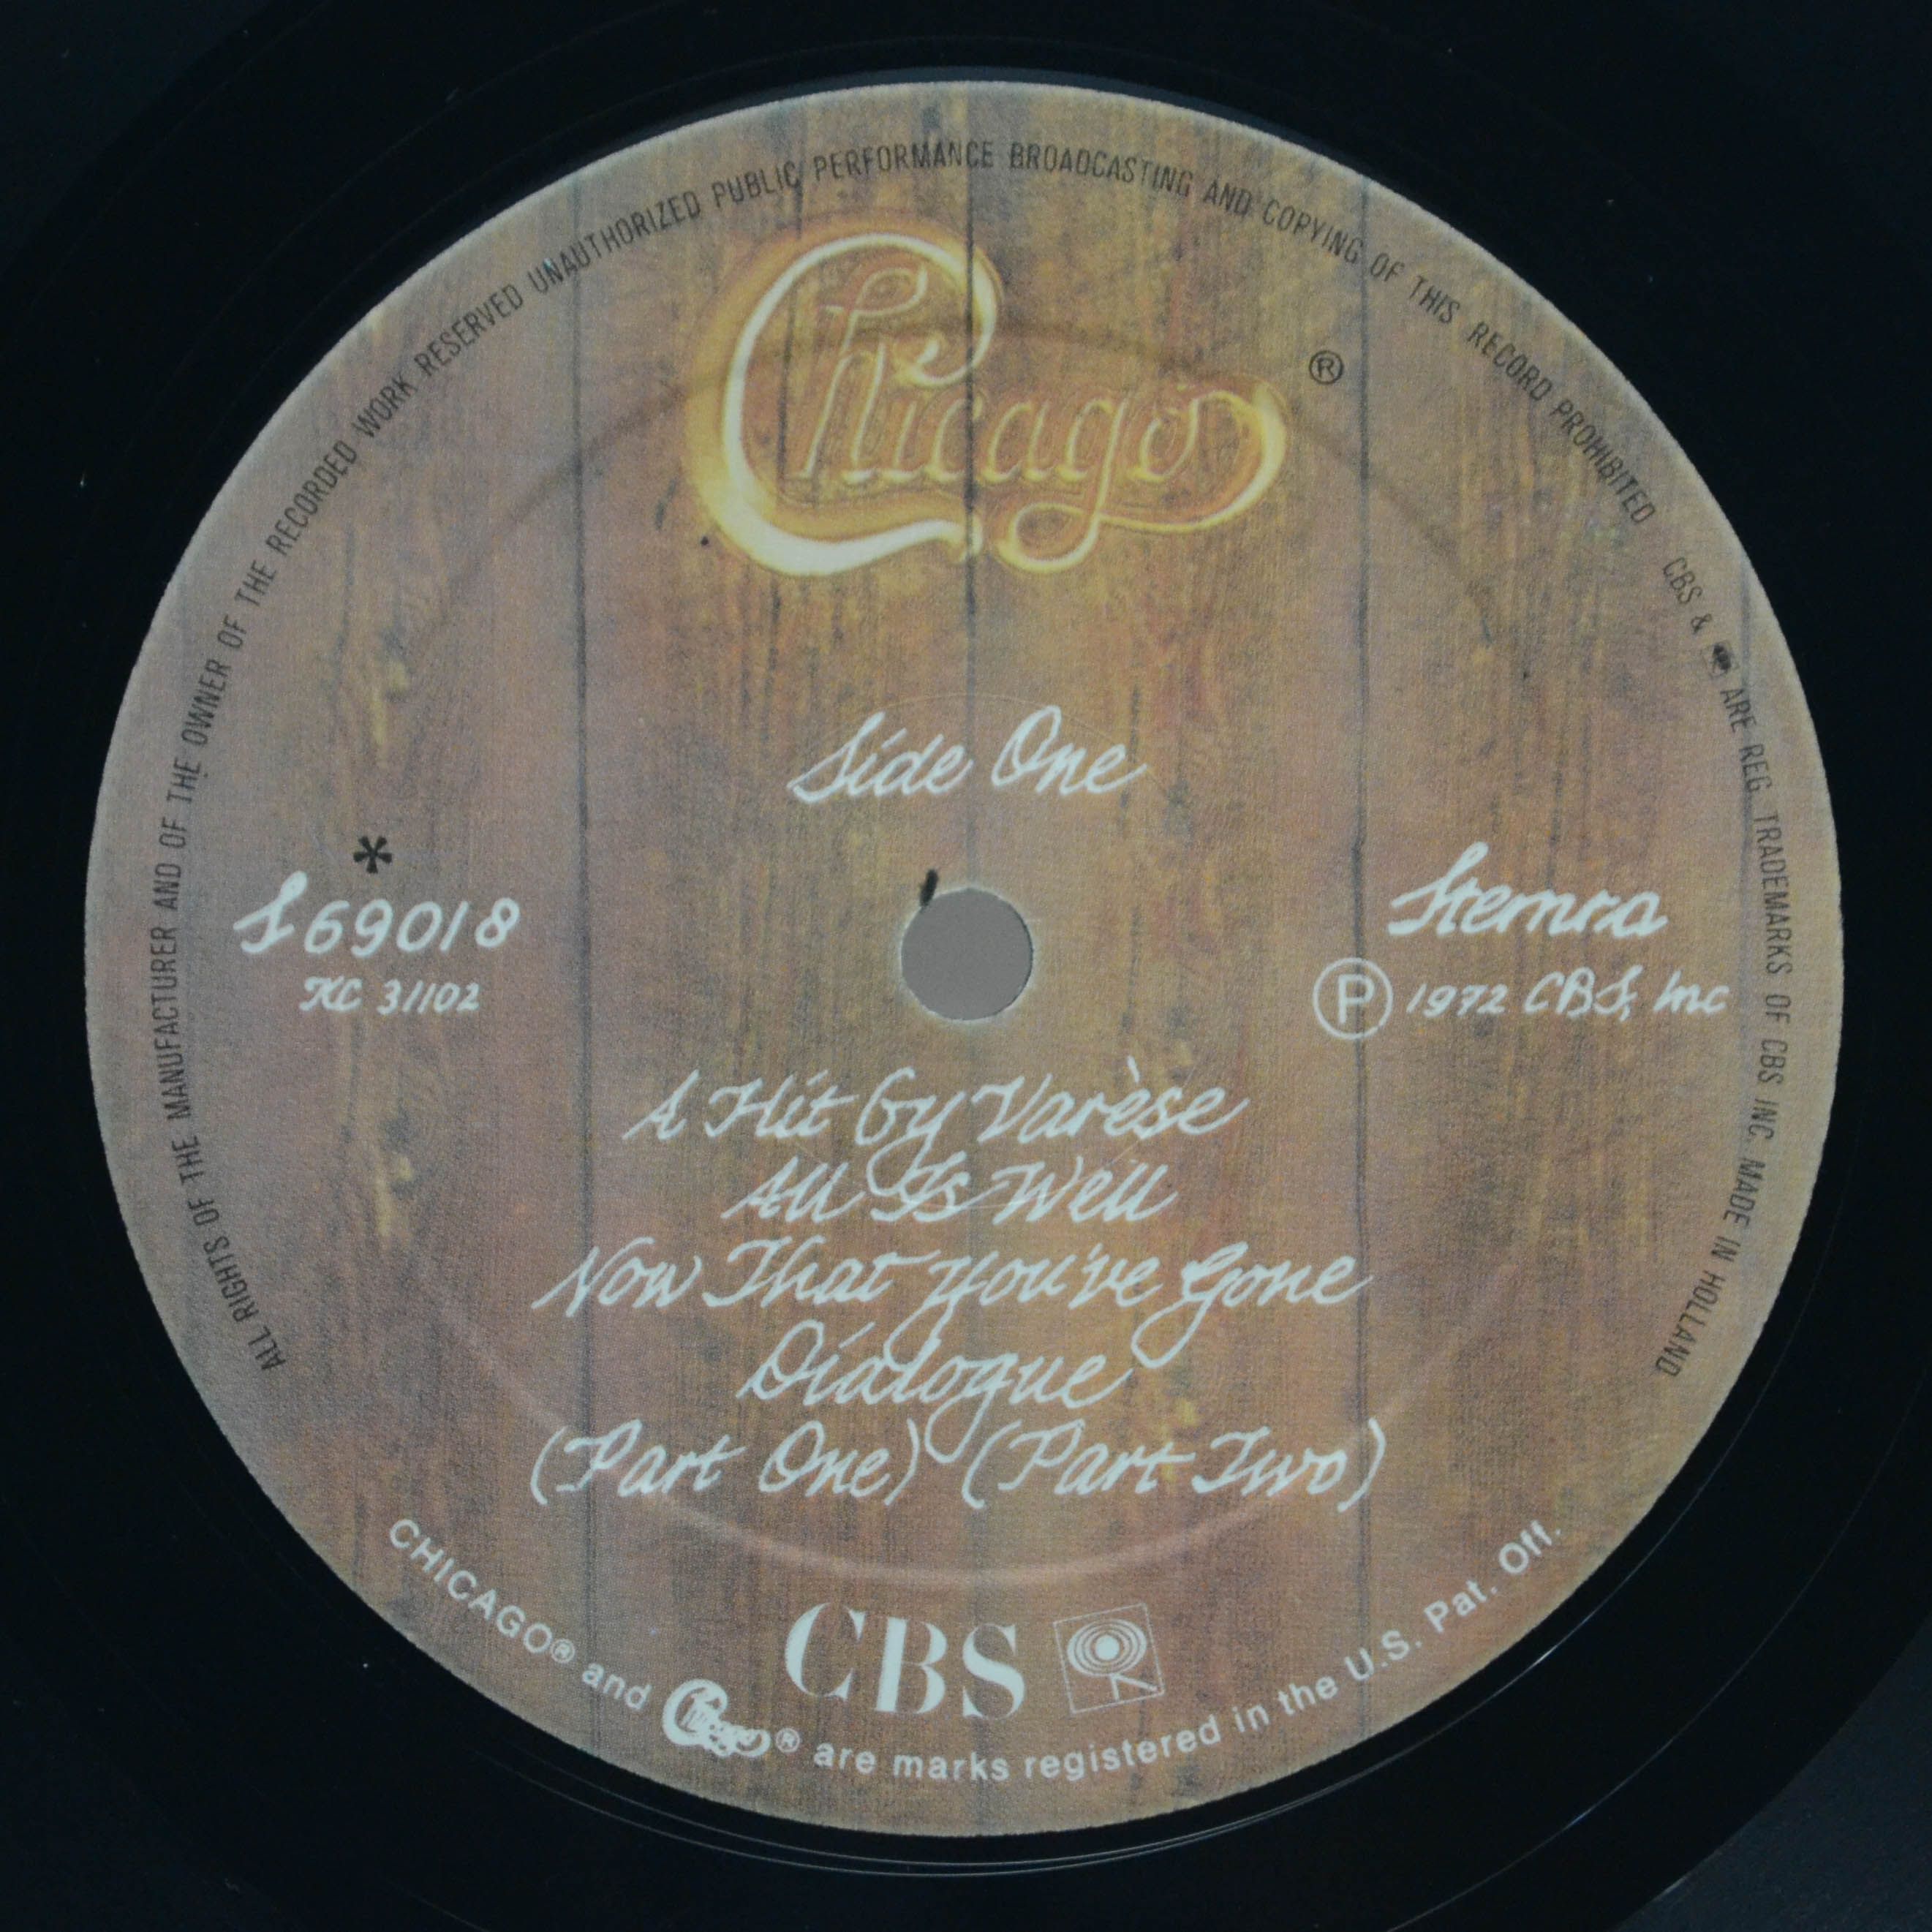 ALL RIGHTS OF THE MANUFACTURER AND OF THE OWNER OF THE RECORDED WORK RESERVED UNAUTHORIZED PUBLIC PERFORMANCE BROADCASTING AND COPYING OF THIS RECORD PROHIBITED CBS & ARE REG. TRADEMARKS OF CBS INC. MADE IN HOLLAND
Chicago ®
Side One
*
S 69018
KC 31102
Stemra
Ⓟ 1972 CBS, Inc
A Hit By Varèse
All Is Well
Now That You've Gone
Dialogue
(Part One) (Part Two)
CBS
CHICAGO® and Chicago® are marks registered in the U.S. Pat. Off.